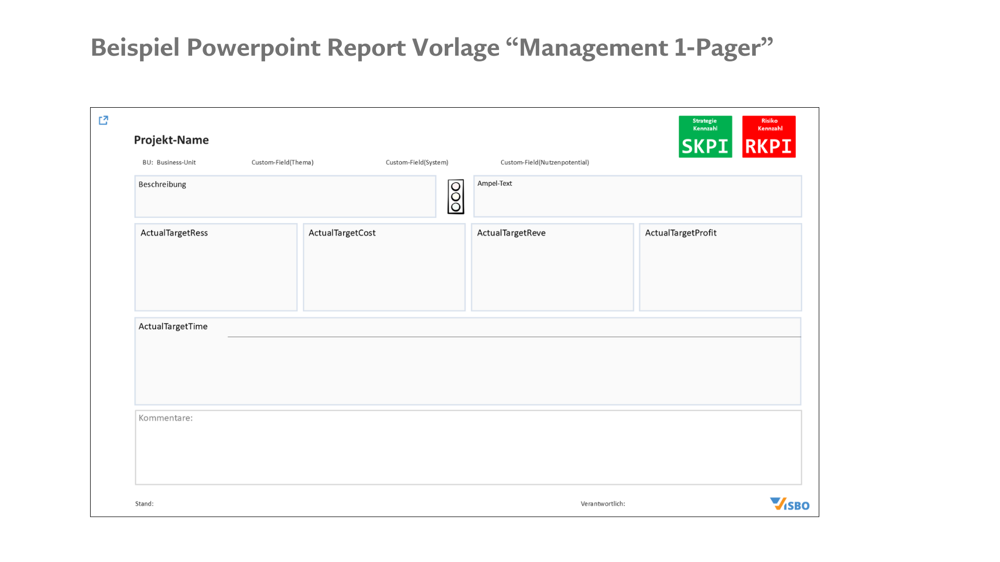 Beispiel Powerpoint Report Vorlage “Management 1-Pager”
Strategie
Kennzahl
SKPI
Risiko
Kennzahl
RKPI
Projekt-Name
BU: Business-Unit
Custom-Field(Thema)
Custom-Field(System)
Custom-Field(Nutzenpotential)
Beschreibung
Ampel-Text
ActualTargetRess
ActualTargetCost
ActualTargetReve
ActualTargetProfit
ActualTargetTime
Kommentare:
Stand:
Verantwortlich:
VISBO